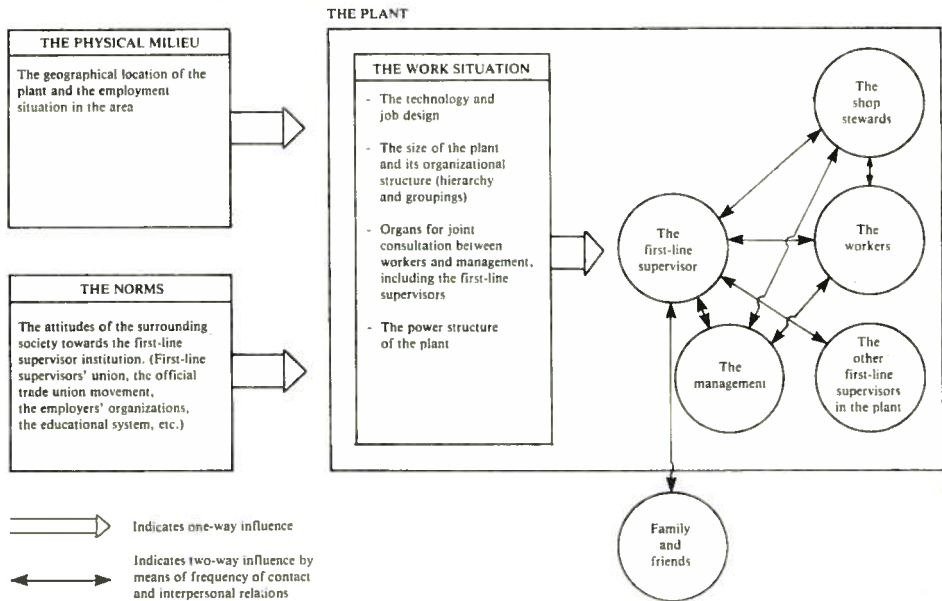 THE PLANT
THE PHYSICAL MILIEU
The geographical location of the
plant and the employment
situation in the area
THE NORMS
The attitudes of the surrounding
society towards the first-line
supervisor institution. (First-line
supervisors' union, the official
trade union movement,
the employers' organizations,
the educational system, etc.)
THE WORK SITUATION
- The technology and
job design
- The size of the plant
and its organizational
structure (hierarchy
and groupings)
- Organs for joint
consultation between
workers and management,
including the first-line
supervisors
- The power structure
of the plant
The
first-line
supervisor
The
shop
stewards
The
workers
The
management
The
other
first-line
supervisors
in the plant
Family
and
friends
Indicates one-way influence
Indicates two-way influence by
means of frequency of contact
and interpersonal relations